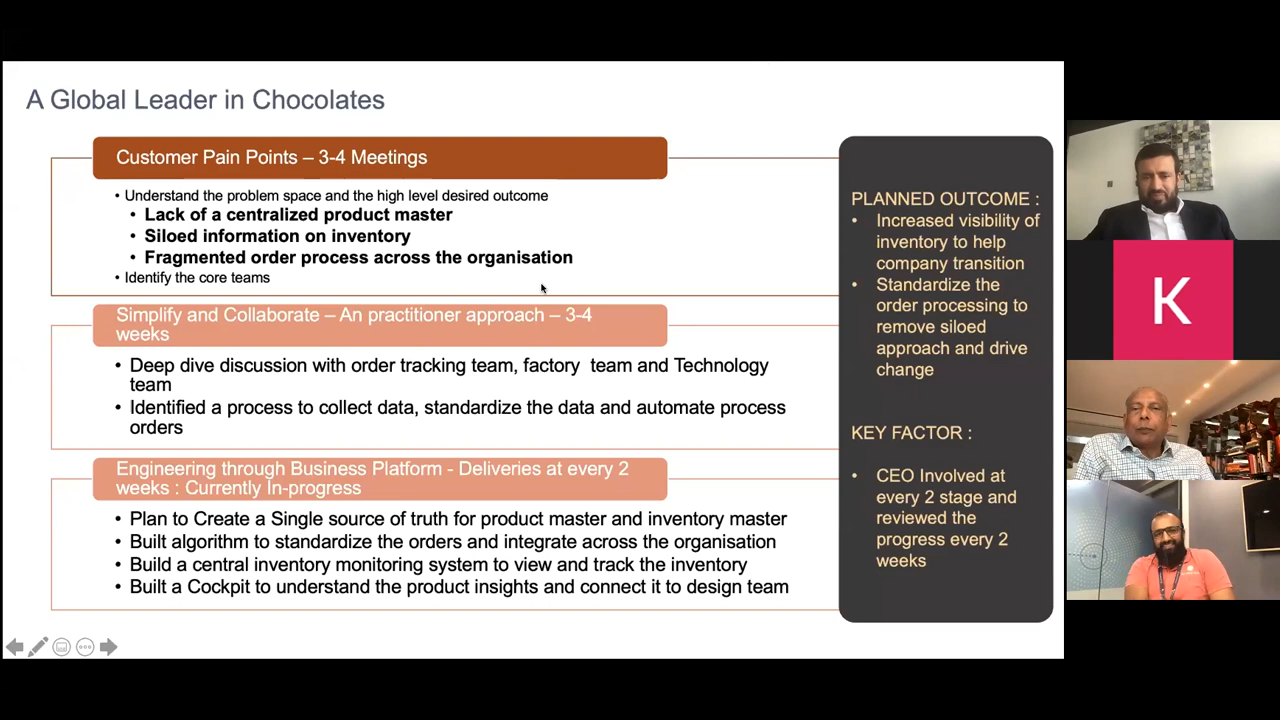 A Global Leader in Chocolates
Customer Pain Points – 3-4 Meetings
• Understand the problem space and the high level desired outcome
• Lack of a centralized product master
• Siloed information on inventory
• Fragmented order process across the organisation
• Identify the core teams
Simplify and Collaborate – An practitioner approach – 3-4
weeks
• Deep dive discussion with order tracking team, factory  team and Technology
team
• Identified a process to collect data, standardize the data and automate process
orders
Engineering through Business Platform - Deliveries at every 2
weeks : Currently In-progress
• Plan to Create a Single source of truth for product master and inventory master
• Built algorithm to standardize the orders and integrate across the organisation
• Build a central inventory monitoring system to view and track the inventory
• Built a Cockpit to understand the product insights and connect it to design team
PLANNED OUTCOME :
• Increased visibility of
inventory to help
company transition
• Standardize the
order processing to
remove siloed
approach and drive
change
KEY FACTOR :
• CEO Involved at
every 2 stage and
reviewed the
progress every 2
weeks
K